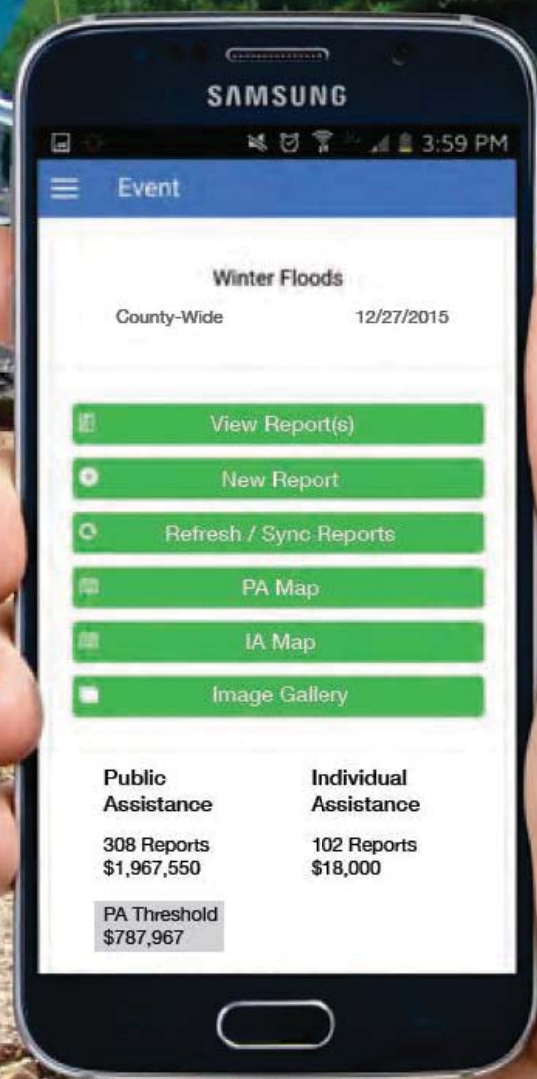 SAMSUNG
3:59 PM
Event
Winter Floods
County-Wide 12/27/2015
View Report(s)
New Report
Refresh / Sync Reports
PA Map
IA Map
Image Gallery
Public Assistance
308 Reports
$1,967,550
PA Threshold
$787,967
Individual Assistance
102 Reports
$18,000